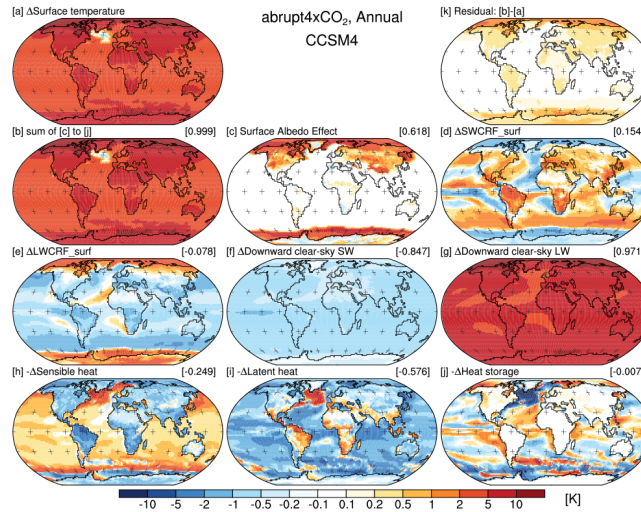 [a] ΔSurface temperature
abrupt4xCO₂, Annual
CCSM4
[k] Residual: [b]-[a]
[b] sum of [c] to [j] [0.999]
[c] Surface Albedo Effect [0.618]
[d] ΔSWCRF_surf [0.154
[e] ΔLWCRF_surf [-0.078]
[f] ΔDownward clear-sky SW [-0.847]
[g] ΔDownward clear-sky LW [0.971
[h] -ΔSensible heat [-0.249]
[i] -ΔLatent heat [-0.576]
[j] -ΔHeat storage [-0.007
-10 -5 -2 -1 -0.5 -0.2 -0.1 0.1 0.2 0.5 1 2 5 10 [K]